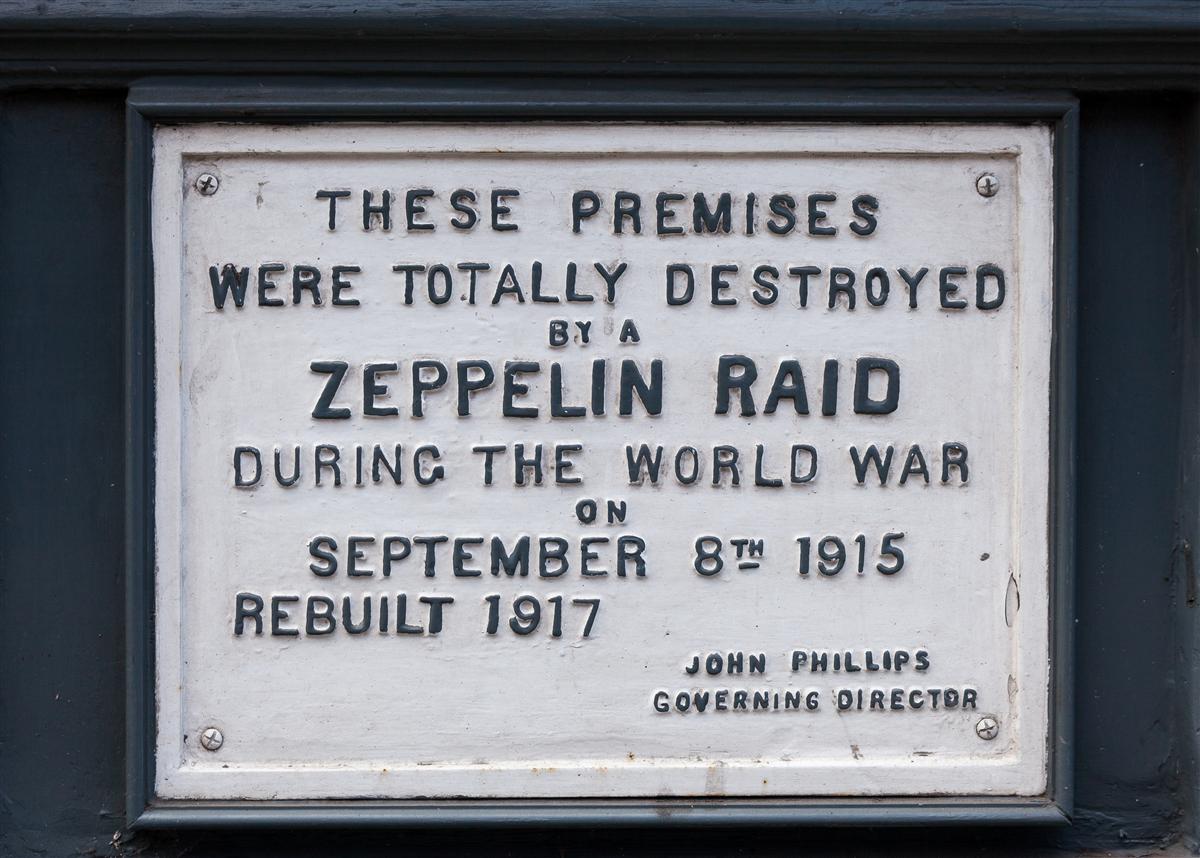 THESE PREMISES
WERE TOTALLY DESTROYED
BY A
ZEPPELIN RAID
DURING THE WORLD WAR
ON
SEPTEMBER 8TH 1915
REBUILT 1917
JOHN PHILLIPS
GOVERNING DIRECTOR